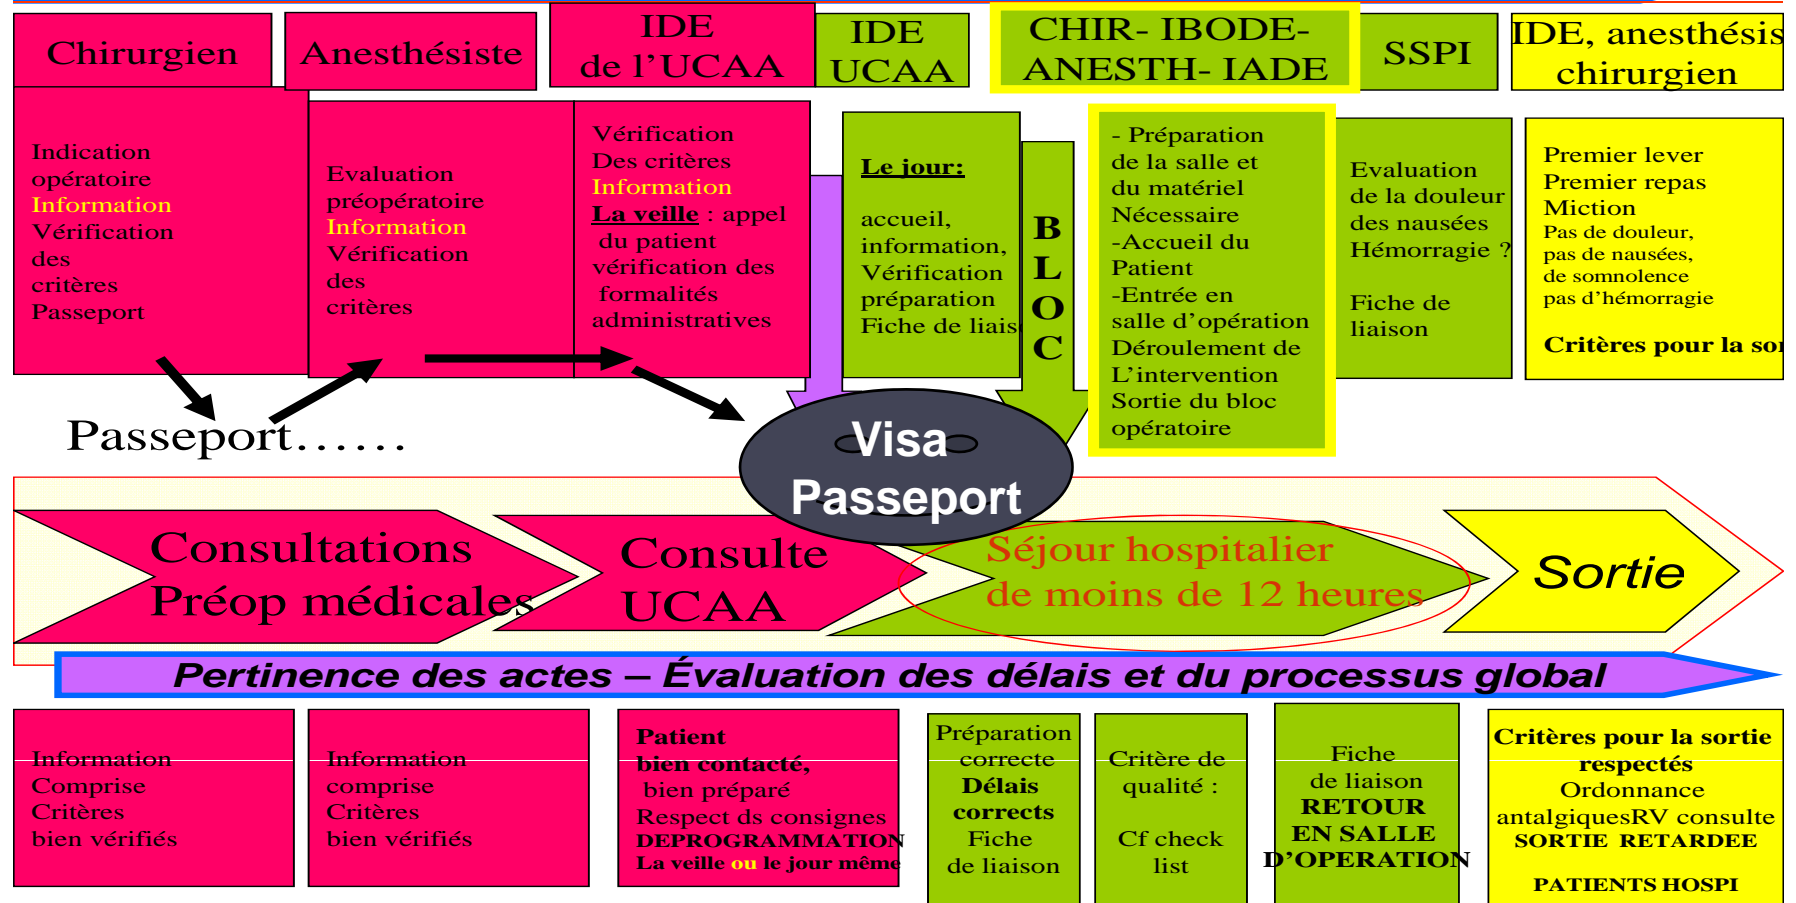 Chirurgien
Anesthésiste
IDE
de l’UCAA
IDE
UCAA
CHIR- IBODE-
ANESTH- IADE
SSPI
IDE, anesthésis
chirurgien
Indication
opératoire
Information
Vérification
des
critères
Passeport
Evaluation
préopératoire
Information
Vérification
des
critères
Vérification
Des critères
Information
La veille : appel
du patient
vérification des
formalités
administratives
Le jour:
accueil,
information,
Vérification
préparation
Fiche de liais
B
L
O
C
- Préparation
de la salle et
du matériel
Nécessaire
-Accueil du
Patient
-Entrée en
salle d’opération
Déroulement de
L’intervention
Sortie du bloc
opératoire
Evaluation
de la douleur
des nausées
Hémorragie ?
Fiche de
liaison
Premier lever
Premier repas
Miction
Pas de douleur,
pas de nausées,
de somnolence
pas d’hémorragie
Critères pour la sor
Passeport……
Visa
Passeport
Consultations
Préop médicales
Consulte
UCAA
Séjour hospitalier
de moins de 12 heures
Sortie
Pertinence des actes – Évaluation des délais et du processus global
Information
Comprise
Critères
bien vérifiés
Information
comprise
Critères
bien vérifiés
Patient
bien contacté,
bien préparé
Respect ds consignes
DEPROGRAMMATION
La veille ou le jour même
Préparation
correcte
Délais
corrects
Fiche
de liaison
Critère de
qualité :
Cf check
list
Fiche
de liaison
RETOUR
EN SALLE
D’OPERATION
Critères pour la sortie
respectés
Ordonnance
antalgiquesRV consulte
SORTIE RETARDEE
PATIENTS HOSPI